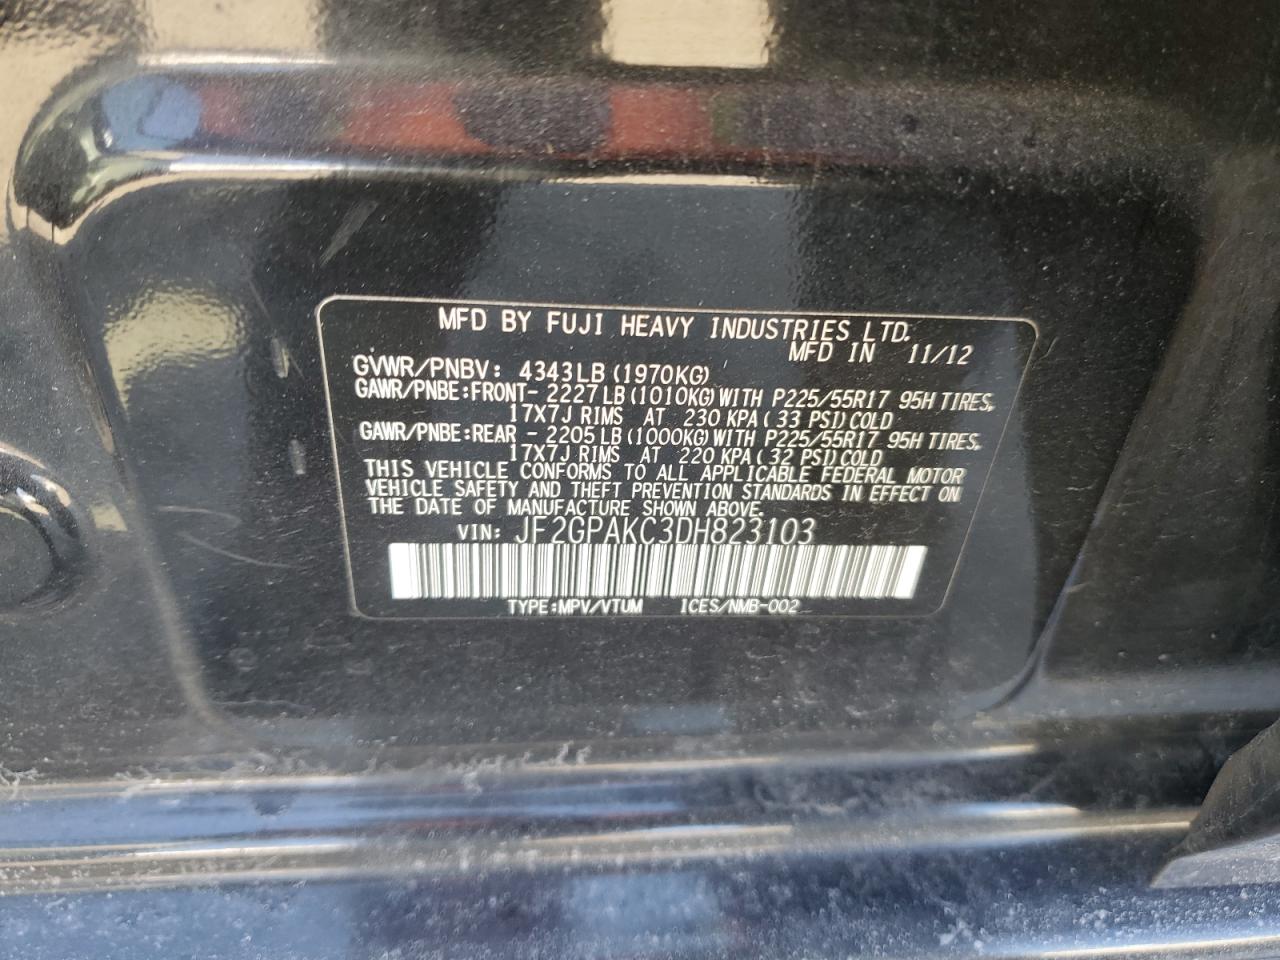 MFD BY FUJI HEAVY INDUSTRIES LTD.
MFD IN 11/12
GVWR/PNBV: 4343LB (1970KG)
GAWR/PNBE:FRONT- 2227 LB (1010KG) WITH P225/55R17 95H TIRES,
17X7J RIMS AT 230 KPA ( 33 PSI) COLD
GAWR/PNBE:REAR - 2205 LB (1000KG) WITH P225/55R17 95H TIRES,
17X7J RIMS AT 220 KPA ( 32 PSI) COLD
THIS VEHICLE CONFORMS TO ALL APPLICABLE FEDERAL MOTOR
VEHICLE SAFETY AND THEFT PREVENTION STANDARDS IN EFFECT ON
THE DATE OF MANUFACTURE SHOWN ABOVE.
VIN: JF2GPAKC3DH823103
TYPE:MPV/VTUM ICES/NMB-002